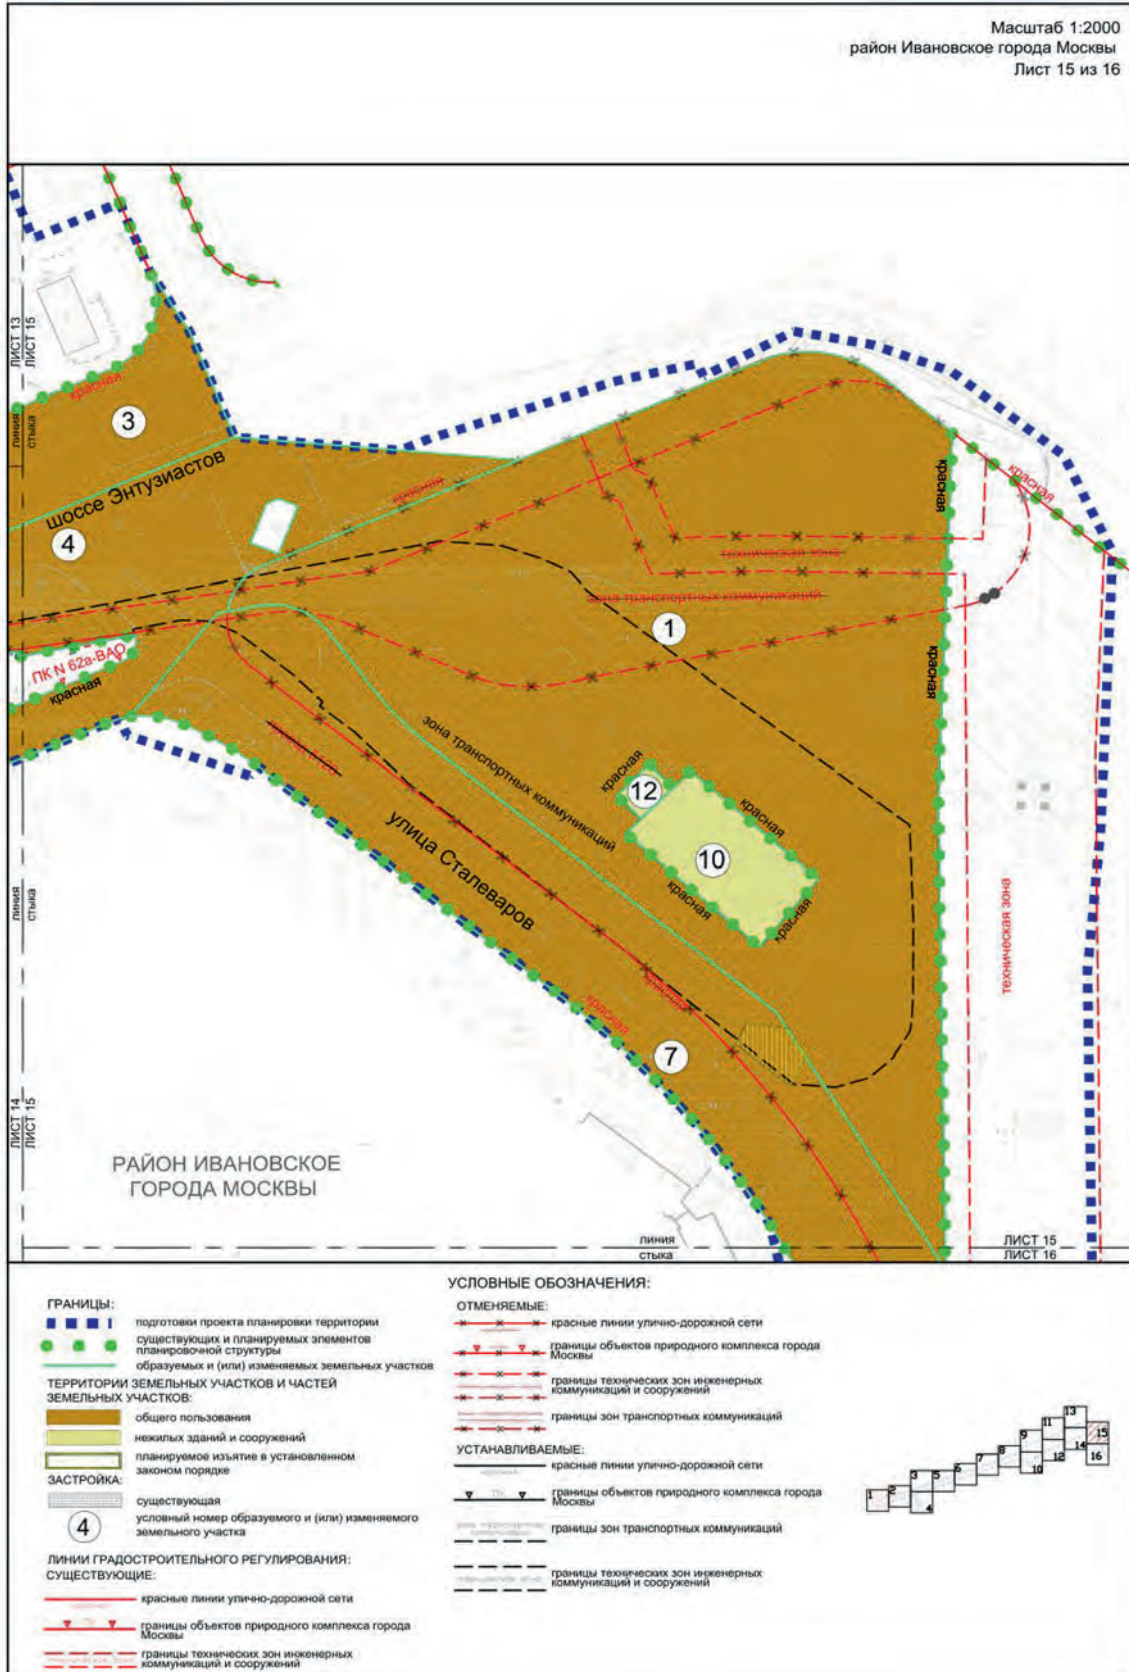 Масштаб 1:2000
район Ивановское города Москвы
Лист 15 из 16
ЛИСТ 13
ЛИСТ 15
линия
стыка
красная
3
шоссе Энтузиастов
4
красная
красная
красная
техническая зона
зона транспортных коммуникаций
1
красная
ПК N 62а-ВАО
красная
зона транспортных коммуникаций
красная
12
красная
10
красная
красная
улица Сталеваров
техническая зона
линия
стыка
красная
7
ЛИСТ 14
ЛИСТ 15
РАЙОН ИВАНОВСКОЕ
ГОРОДА МОСКВЫ
линия
стыка
ЛИСТ 15
ЛИСТ 16
УСЛОВНЫЕ ОБОЗНАЧЕНИЯ:
ГРАНИЦЫ:
подготовки проекта планировки территории
существующих и планируемых элементов
планировочной структуры
образуемых и (или) изменяемых земельных участков
ТЕРРИТОРИИ ЗЕМЕЛЬНЫХ УЧАСТКОВ И ЧАСТЕЙ
ЗЕМЕЛЬНЫХ УЧАСТКОВ:
общего пользования
нежилых зданий и сооружений
планируемое изъятие в установленном
законом порядке
ЗАСТРОЙКА:
существующая
4
условный номер образуемого и (или) изменяемого
земельного участка
ЛИНИИ ГРАДОСТРОИТЕЛЬНОГО РЕГУЛИРОВАНИЯ:
СУЩЕСТВУЮЩИЕ:
красные линии улично-дорожной сети
границы объектов природного комплекса города
Москвы
границы технических зон инженерных
коммуникаций и сооружений
ОТМЕНЯЕМЫЕ:
красные линии улично-дорожной сети
границы объектов природного комплекса города
Москвы
границы технических зон инженерных
коммуникаций и сооружений
границы зон транспортных коммуникаций
УСТАНАВЛИВАЕМЫЕ:
красные линии улично-дорожной сети
границы объектов природного комплекса города
Москвы
границы зон транспортных коммуникаций
границы технических зон инженерных
коммуникаций и сооружений
1
2
3
4
5
6
7
8
9
10
11
12
13
14
15
16